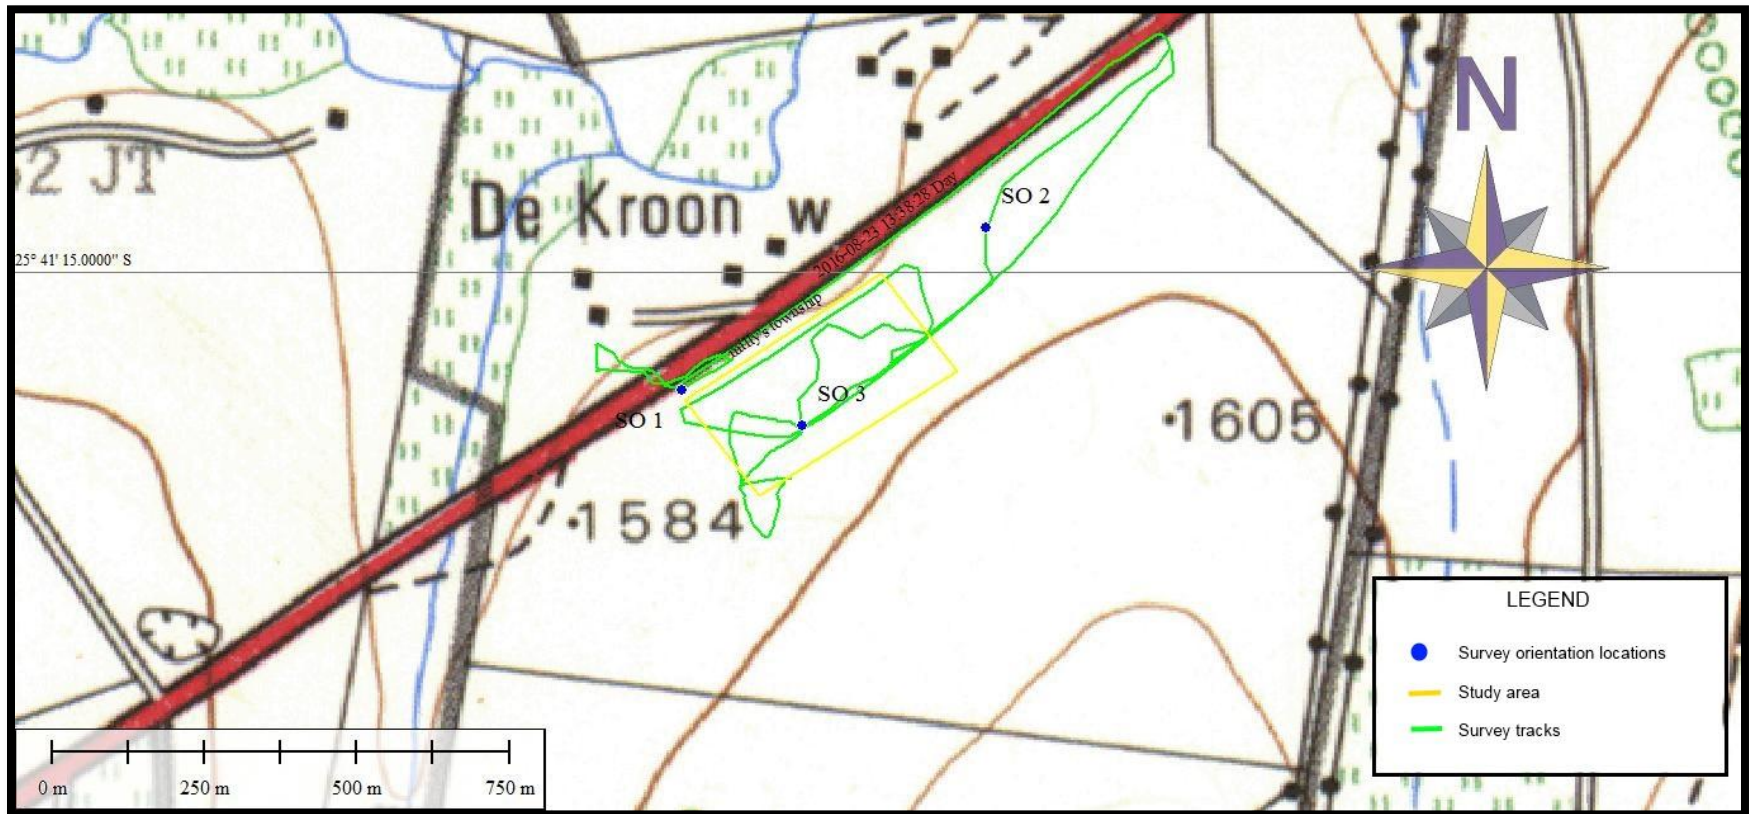 N
2 JT
De Kroon w
SO 2
2016-08-23 13:38:28 Day
25° 41' 15.0000" S
township
SO 3
SO 1
1605
1584
LEGEND
Survey orientation locations
Study area
Survey tracks
0 m 250 m 500 m 750 m